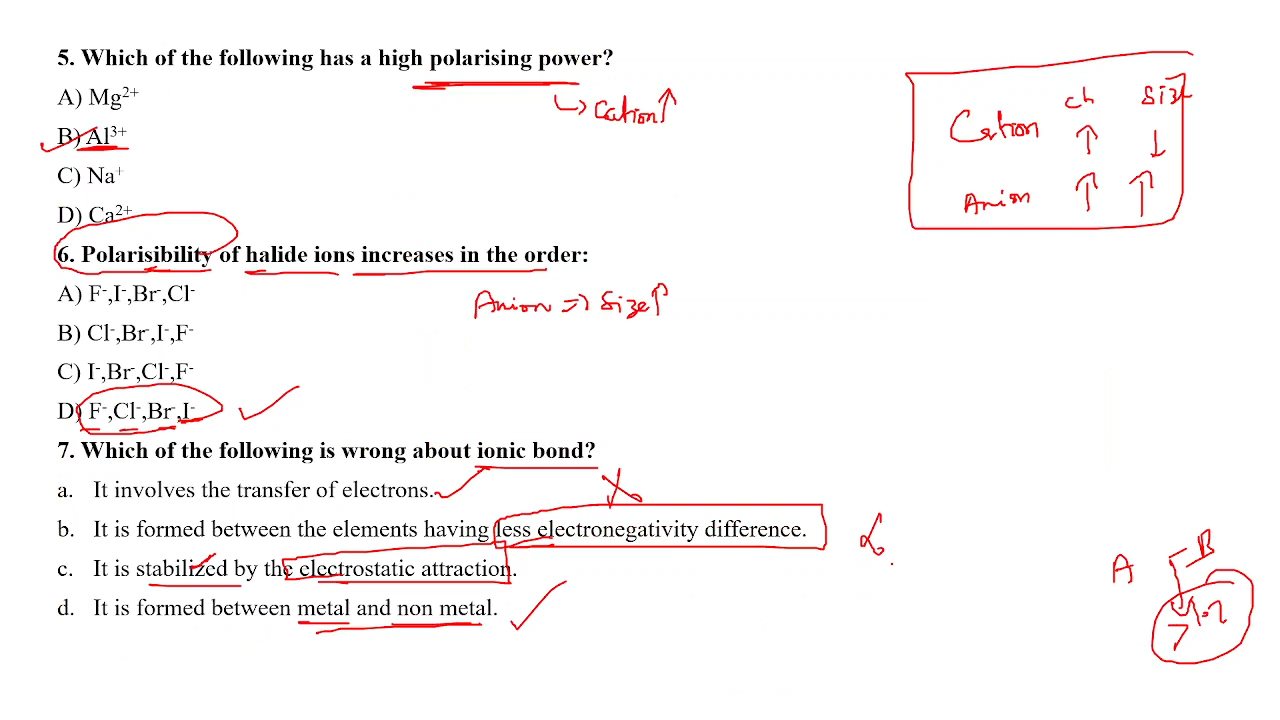 5. Which of the following has a high polarising power?
A) Mg²⁺
↳ Cation ↑
B) Al³⁺
C) Na⁺
D) Ca²⁺
ch size
Cation ↑ ↓
Anion ↑ ↑
6. Polarisibility of halide ions increases in the order:
A) F⁻,I⁻,Br⁻,Cl⁻
Anion ⇒ Size ↑
B) Cl⁻,Br⁻,I⁻,F⁻
C) I⁻,Br⁻,Cl⁻,F⁻
D) F⁻,Cl⁻,Br⁻,I⁻
7. Which of the following is wrong about ionic bond?
a. It involves the transfer of electrons.
b. It is formed between the elements having less electronegativity difference.
c. It is stabilized by the electrostatic attraction.
d. It is formed between metal and non metal.
A B
> 1.7